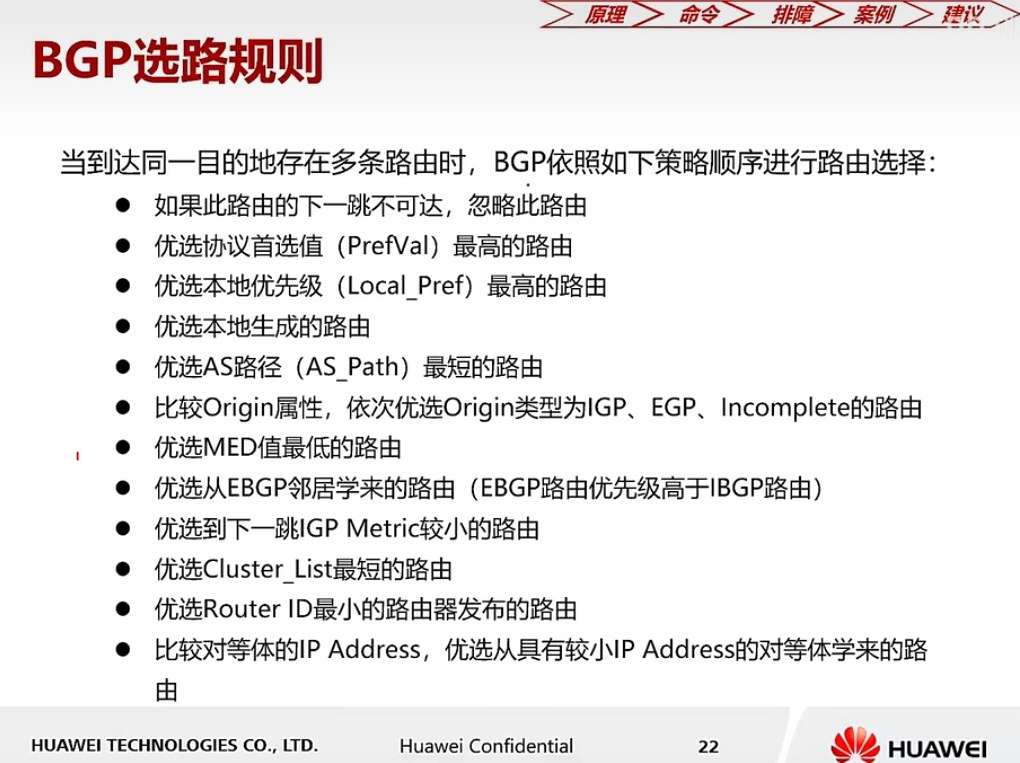 原理 命令 排障 案例 建议
BGP选路规则
当到达同一目的地存在多条路由时，BGP依照如下策略顺序进行路由选择：
● 如果此路由的下一跳不可达，忽略此路由
● 优选协议首选值（PrefVal）最高的路由
● 优选本地优先级（Local_Pref）最高的路由
● 优选本地生成的路由
● 优选AS路径（AS_Path）最短的路由
● 比较Origin属性，依次优选Origin类型为IGP、EGP、Incomplete的路由
● 优选MED值最低的路由
● 优选从EBGP邻居学来的路由（EBGP路由优先级高于IBGP路由）
● 优选到下一跳IGP Metric较小的路由
● 优选Cluster_List最短的路由
● 优选Router ID最小的路由器发布的路由
● 比较对等体的IP Address，优选从具有较小IP Address的对等体学来的路
由
HUAWEI TECHNOLOGIES CO., LTD. Huawei Confidential 22 HUAWEI